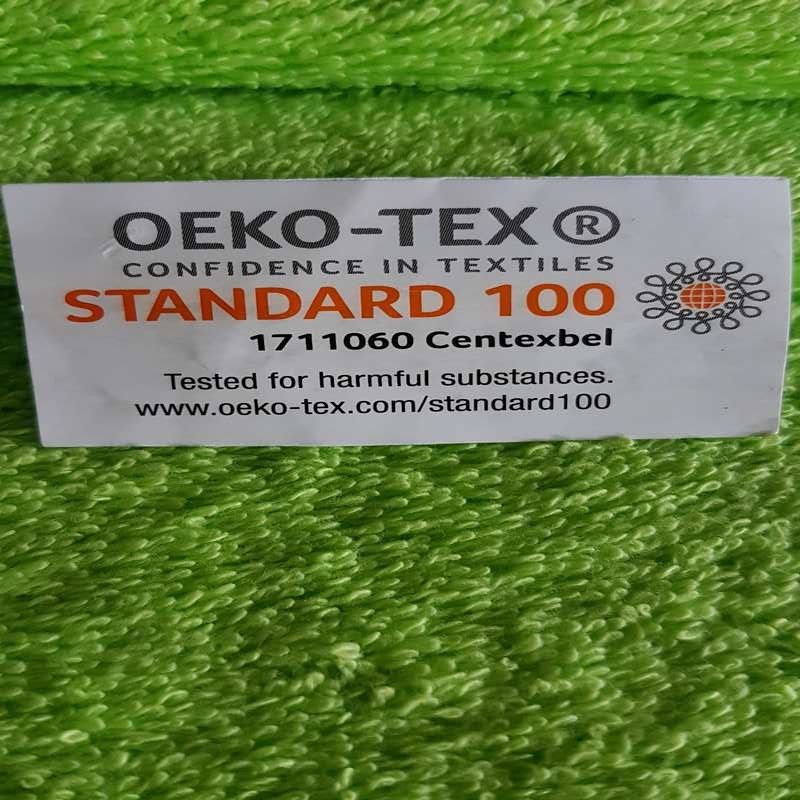 OEKO-TEX®
CONFIDENCE IN TEXTILES
STANDARD 100
1711060 Centexbel
Tested for harmful substances.
www.oeko-tex.com/standard100